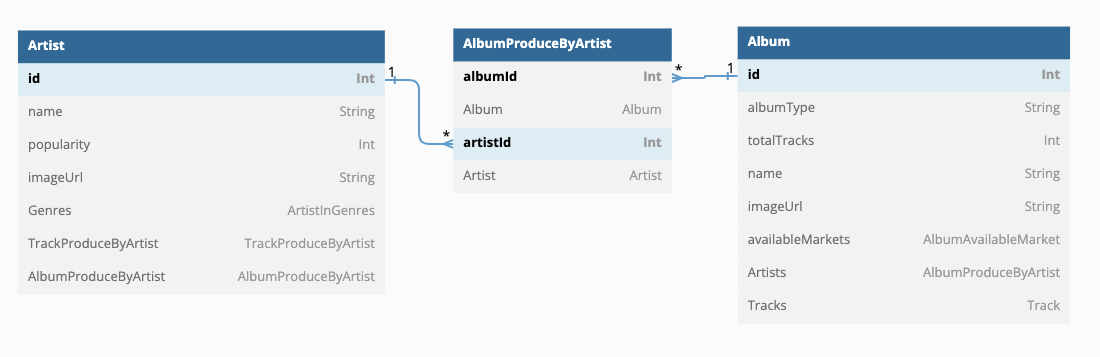 Artist
id Int
name String
popularity Int
imageUrl String
Genres ArtistInGenres
TrackProduceByArtist TrackProduceByArtist
AlbumProduceByArtist AlbumProduceByArtist
1
*
AlbumProduceByArtist
albumId Int
Album Album
artistId Int
Artist Artist
*
1
Album
id Int
albumType String
totalTracks Int
name String
imageUrl String
availableMarkets AlbumAvailableMarket
Artists AlbumProduceByArtist
Tracks Track